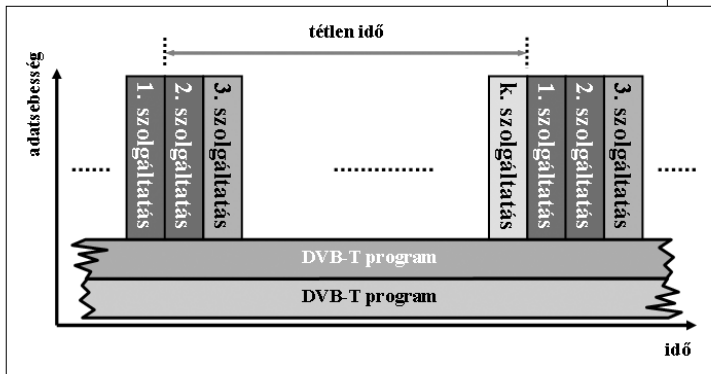 tétlen idő
adatsebesség
1. szolgáltatás
2. szolgáltatás
3. szolgáltatás
k. szolgáltatás
1. szolgáltatás
2. szolgáltatás
3. szolgáltatás
DVB-T program
DVB-T program
idő